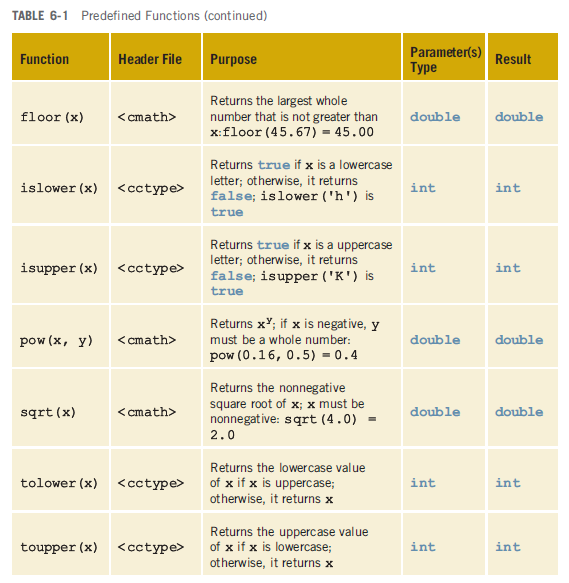 TABLE 6-1 Predefined Functions (continued)
Function Header File Purpose Parameter(s) Type Result
floor(x) <cmath> Returns the largest whole
number that is not greater than
x:floor(45.67) = 45.00 double double
islower(x) <cctype> Returns true if x is a lowercase
letter; otherwise, it returns
false; islower('h') is
true int int
isupper(x) <cctype> Returns true if x is a uppercase
letter; otherwise, it returns
false; isupper('K') is
true int int
pow(x, y) <cmath> Returns xʸ; if x is negative, y
must be a whole number:
pow(0.16, 0.5) = 0.4 double double
sqrt(x) <cmath> Returns the nonnegative
square root of x; x must be
nonnegative: sqrt(4.0) =
2.0 double double
tolower(x) <cctype> Returns the lowercase value
of x if x is uppercase;
otherwise, it returns x int int
toupper(x) <cctype> Returns the uppercase value
of x if x is lowercase;
otherwise, it returns x int int